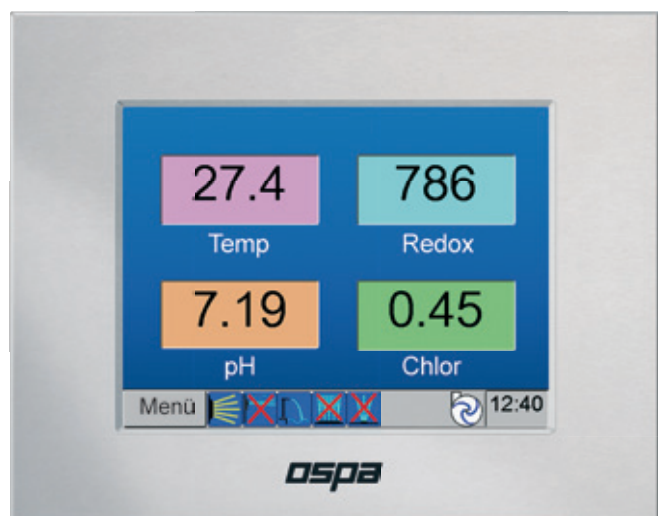 27.4 786
Temp Redox
7.19 0.45
pH Chlor
Menü 12:40
ospa